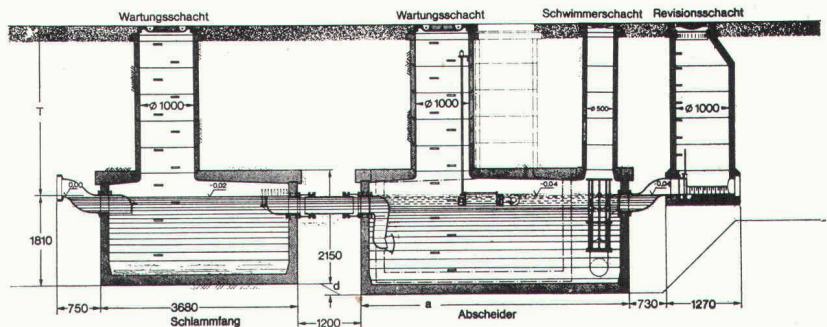 Wartungsschacht
Wartungsschacht
Schwimmerschacht
Revisionsschacht
T
ø 1000
ø 1000
ø 500
ø 1000
0,00
-0,02
-0,04
-0,04
1810
2150
d
a
750
3680
1200
730
1270
Schlammfang
Abscheider